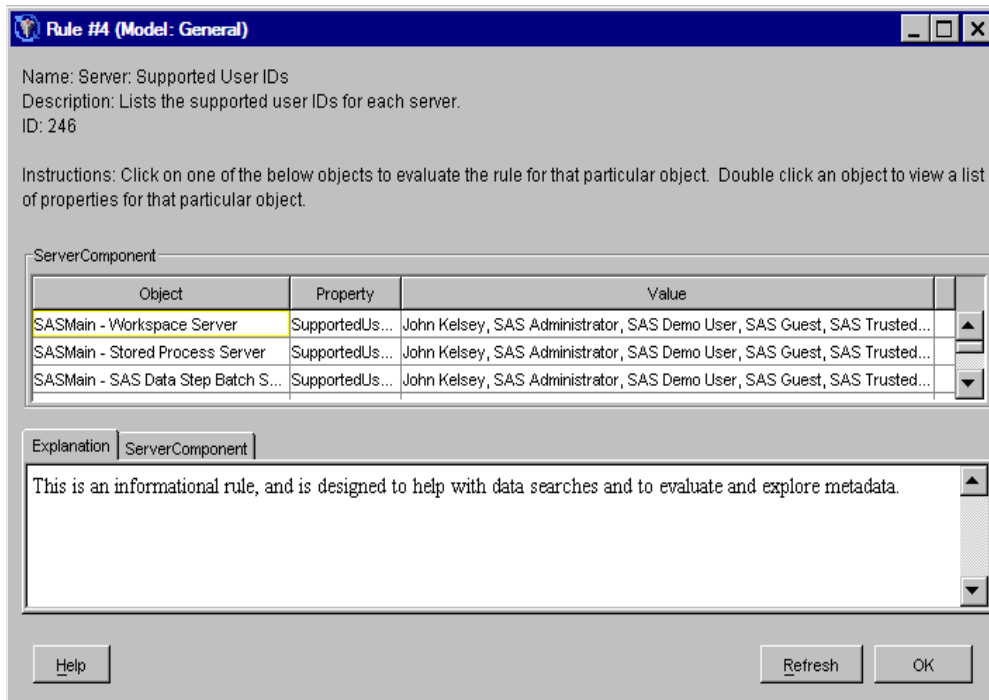 Rule #4 (Model: General)
Name: Server: Supported User IDs
Description: Lists the supported user IDs for each server.
ID: 246
Instructions: Click on one of the below objects to evaluate the rule for that particular object. Double click an object to view a list
of properties for that particular object.
ServerComponent
Object Property Value
SASMain - Workspace Server SupportedUs... John Kelsey, SAS Administrator, SAS Demo User, SAS Guest, SAS Trusted...
SASMain - Stored Process Server SupportedUs... John Kelsey, SAS Administrator, SAS Demo User, SAS Guest, SAS Trusted...
SASMain - SAS Data Step Batch S... SupportedUs... John Kelsey, SAS Administrator, SAS Demo User, SAS Guest, SAS Trusted...
Explanation ServerComponent
This is an informational rule, and is designed to help with data searches and to evaluate and explore metadata.
Help Refresh OK